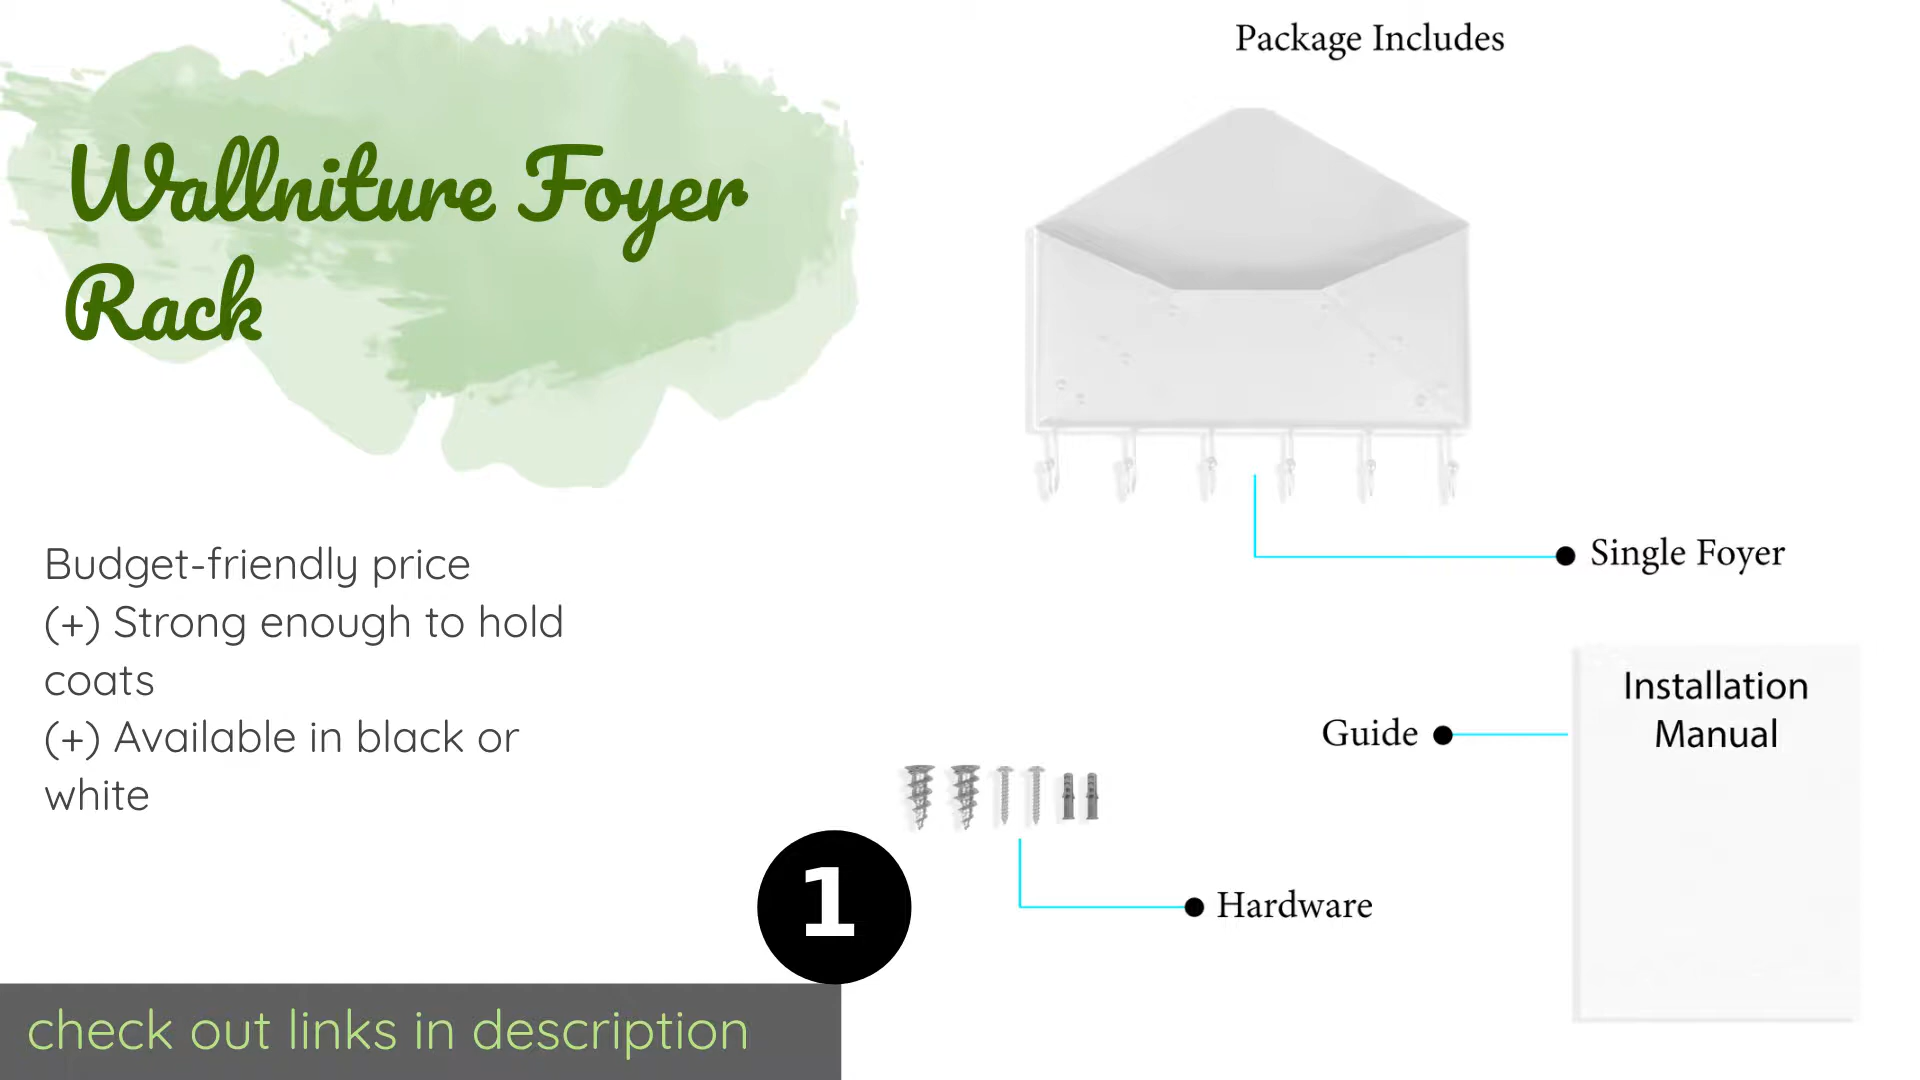 Wallniture Foyer
Rack
Budget-friendly price
(+) Strong enough to hold
coats
(+) Available in black or
white
1
check out links in description
Package Includes
Single Foyer
Guide
Installation
Manual
Hardware